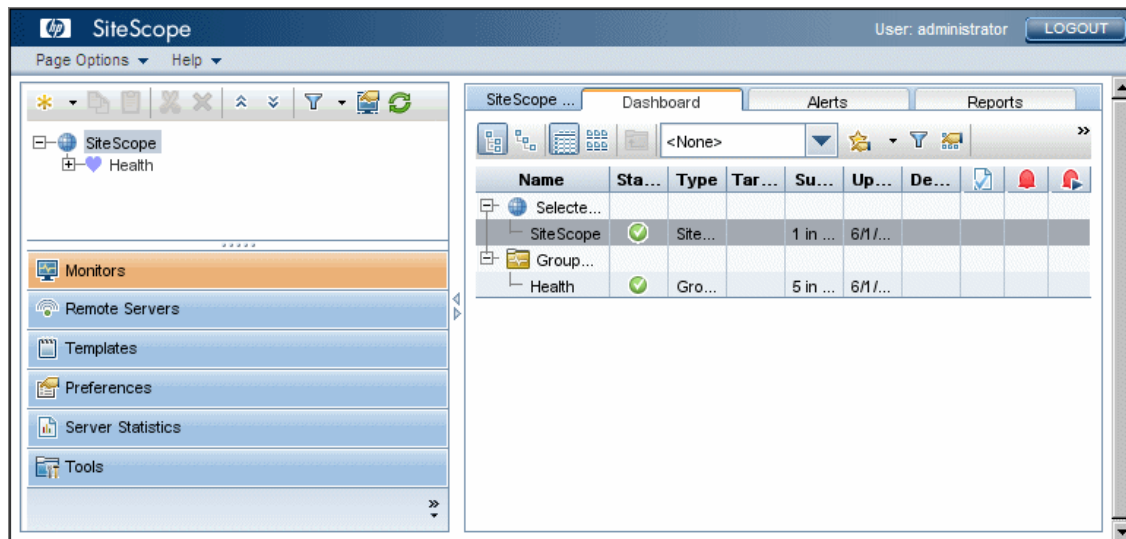 hp SiteScope User: administrator LOGOUT
Page Options Help
SiteScope
Health
Monitors
Remote Servers
Templates
Preferences
Server Statistics
Tools
SiteScope ... Dashboard Alerts Reports
<None>
Name Sta... Type Tar... Su... Up... De...
Selecte...
SiteScope Site... 1 in ... 6/1/...
Group...
Health Gro... 5 in ... 6/1/...